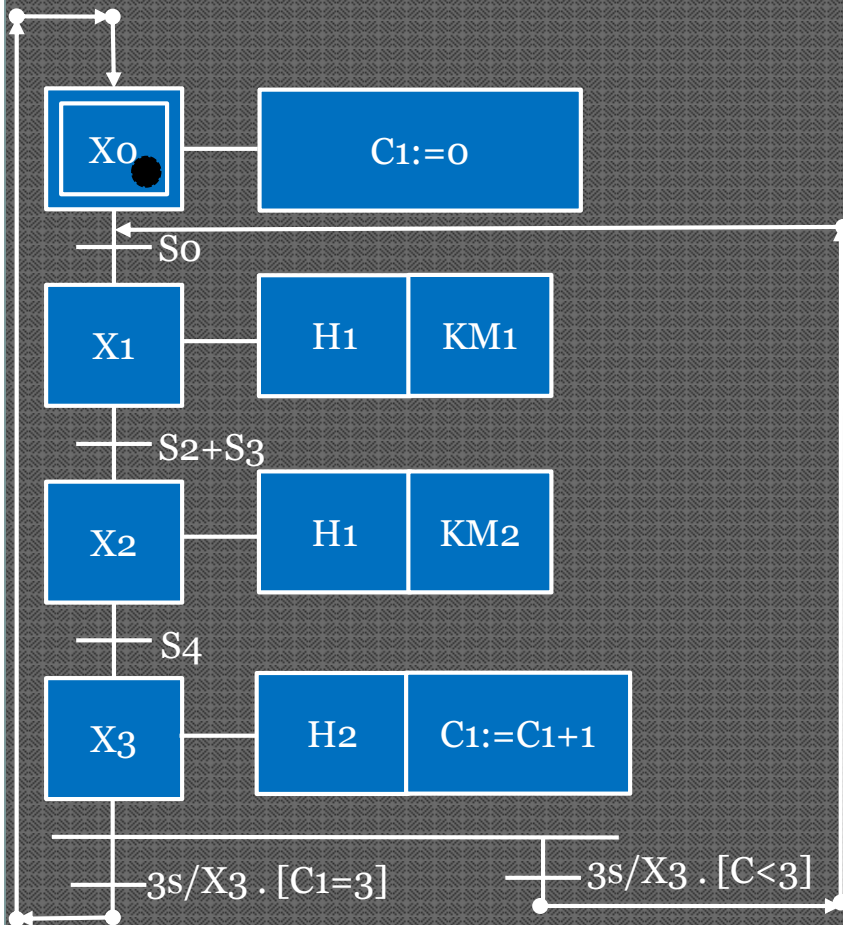 X0
C1:=0
S0
X1
H1
KM1
S2+S3
X2
H1
KM2
S4
X3
H2
C1:=C1+1
3s/X3 . [C1=3]
3s/X3 . [C<3]